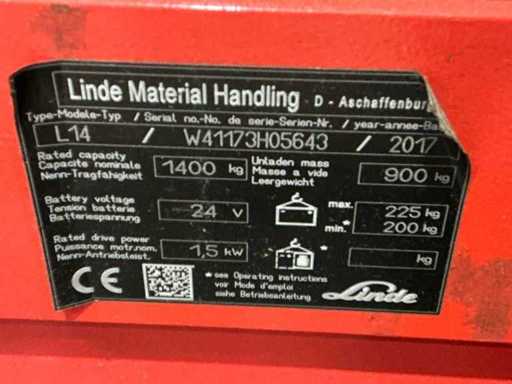 Linde Material Handling D - Aschaffenburg
Type-Modele-Typ / Serial no.-No. de serie-Serien-Nr. / year-annee-Ba
L14 / W41173H05643 / 2017
Rated capacity
Capacite nominale
Nenn-Tragfähigkeit
1400 kg
Unladen mass
Masse a vide
Leergewicht
900 kg
Battery voltage
Tension batterie
Batteriespannung
24 V
max. 225 kg
min.* 200 kg
Rated drive power
Puissance motr.nom.
Nenn-Antriebsleist.
1,5 kW
* kg
CE
* see Operating instructions
voir Mode d'emploi
siehe Betriebsanleitung
Linde